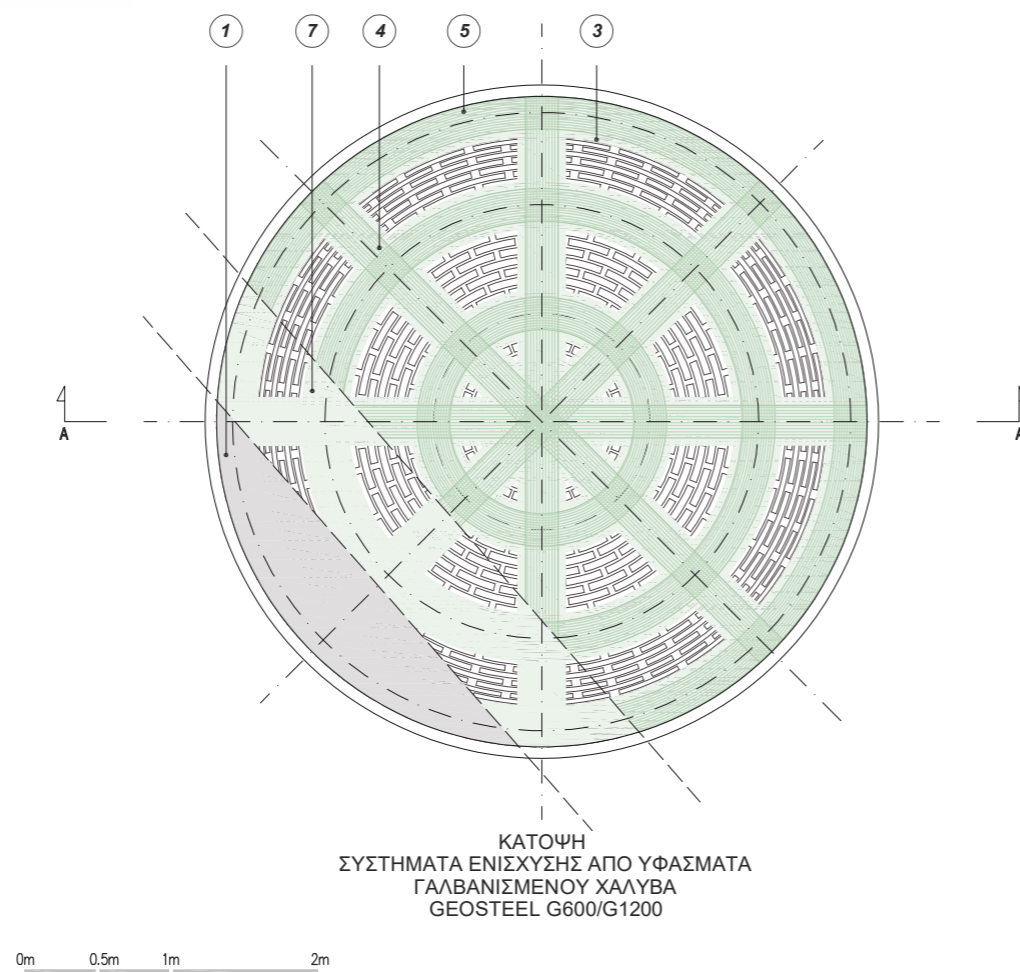 1 7 4 5 3
A A
ΚΑΤΟΨΗ
ΣΥΣΤΗΜΑΤΑ ΕΝΙΣΧΥΣΗΣ ΑΠΟ ΥΦΑΣΜΑΤΑ
ΓΑΛΒΑΝΙΣΜΕΝΟΥ ΧΑΛΥΒΑ
GEOSTEEL G600/G1200
0m 0.5m 1m 2m